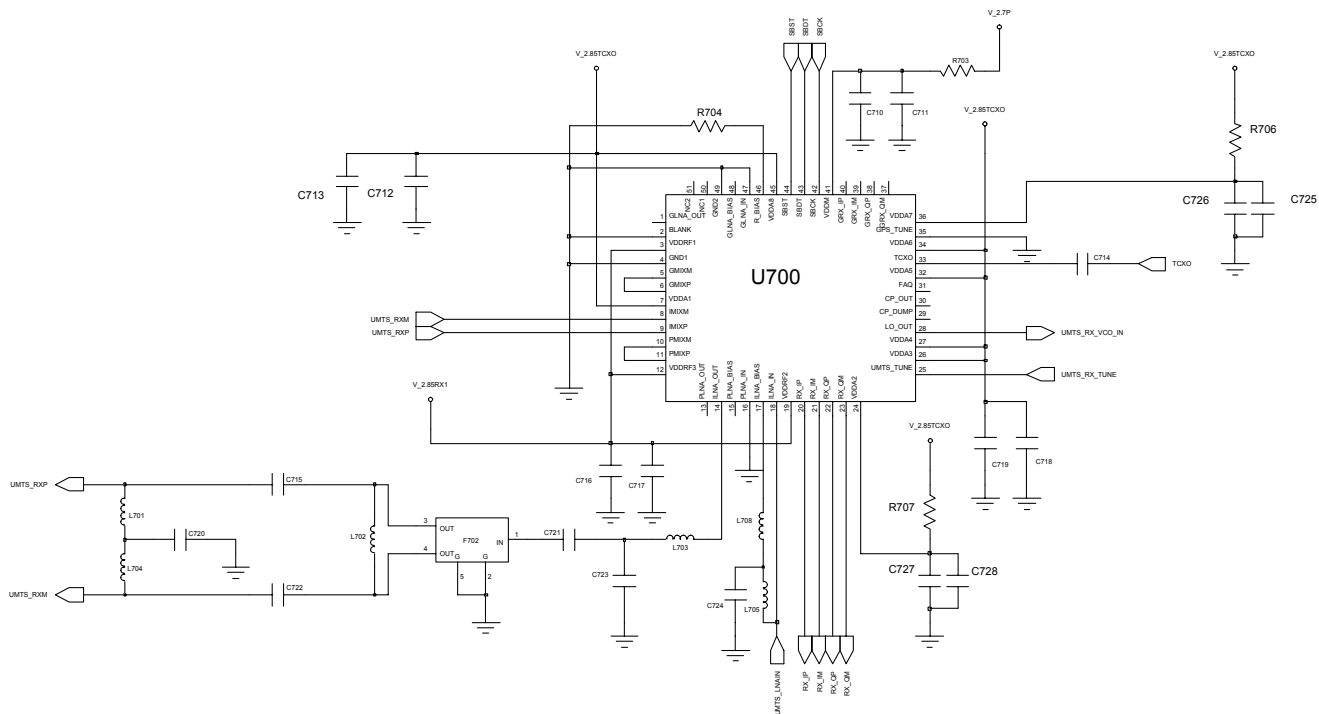 SBST
SBDT
SBCK
V_2.7P
V_2.85TCXO
V_2.85TCXO
R703
C710
C711
V_2.85TCXO
R704
R706
C713
C712
C726
C725
51
50
49
48
47
46
45
44
43
42
41
40
39
38
37
NC2
NC1
GND2
GLNA_BIAS
GLNA_IN
R_BIAS
VDDA8
SBST
SBDT
SBCK
VDDM
GRX_IP
GRX_IM
GRX_QP
GRX_QM
1 GLNA_OUT
2 BLANK
3 VDDRF1
4 GND1
5 GMIXM
6 GMIXP
7 VDDA1
8 IMIXM
9 IMIXP
10 PMIXM
11 PMIXP
12 VDDRF3
U700
VDDA7 36
GPS_TUNE 35
VDDA6 34
TCXO 33
VDDA5 32
FAQ 31
CP_OUT 30
CP_DUMP 29
LO_OUT 28
VDDA4 27
VDDA3 26
UMTS_TUNE 25
C714
TCXO
UMTS_RXM
UMTS_RXP
UMTS_RX_VCO_IN
UMTS_RX_TUNE
PLNA_OUT
ILNA_OUT
PLNA_BIAS
PLNA_IN
ILNA_BIAS
ILNA_IN
VDDRF2
RX_IP
RX_IM
RX_QP
RX_QM
VDDA2
13
14
15
16
17
18
19
20
21
22
23
24
V_2.85RX1
V_2.85TCXO
C719
C718
C716
C717
R707
UMTS_RXP
C715
L701
C720
L702
L704
3
OUT
F702
IN
1
4
OUT
G
G
5
2
C721
L703
L708
C723
C724
L705
C727
C728
UMTS_RXM
C722
UMTS_LNAIN
RX_IP
RX_IM
RX_QP
RX_QM